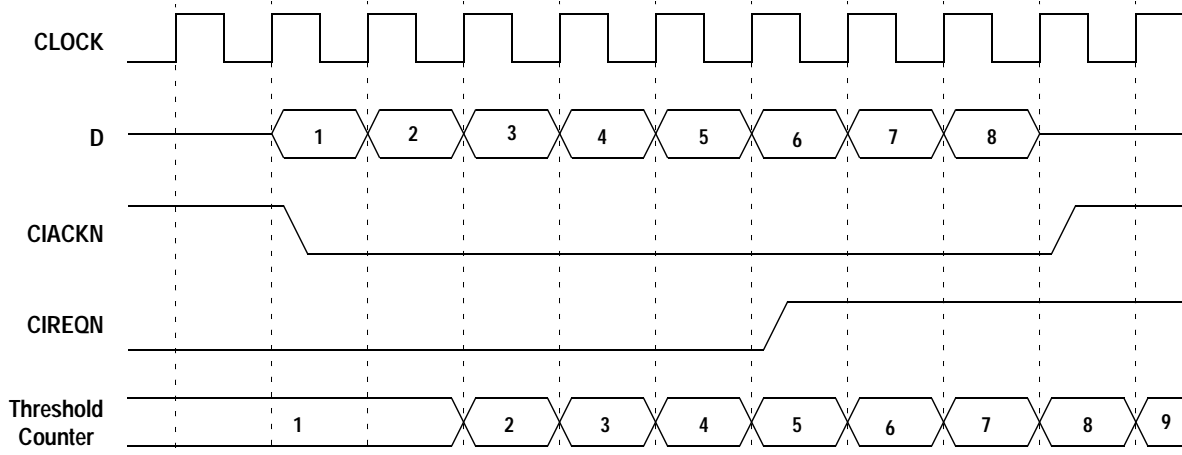 CLOCK
D
1 2 3 4 5 6 7 8
CIACKN
CIREQN
Threshold
Counter
1 2 3 4 5 6 7 8 9